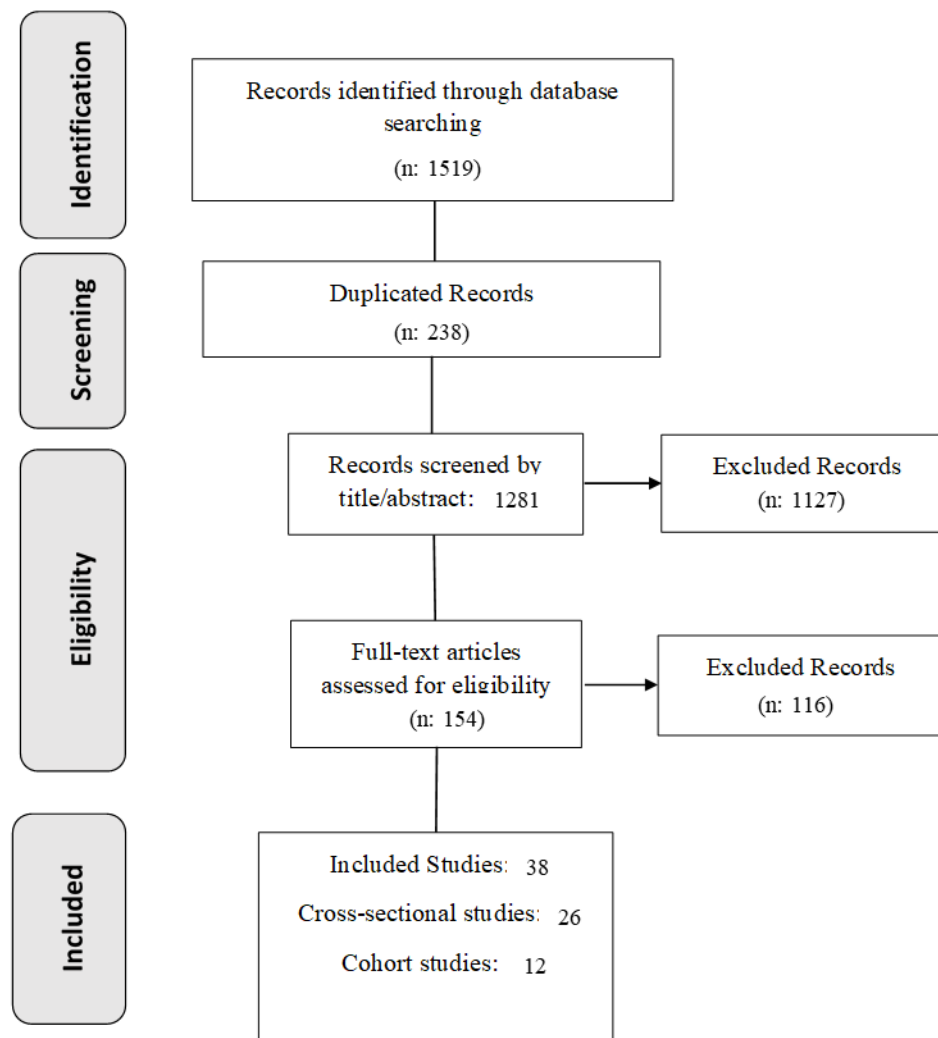 Identification
Records identified through database
searching
(n: 1519)
Screening
Duplicated Records
(n: 238)
Eligibility
Records screened by
title/abstract: 1281
Excluded Records
(n: 1127)
Full-text articles
assessed for eligibility
(n: 154)
Excluded Records
(n: 116)
Included
Included Studies: 38
Cross-sectional studies: 26
Cohort studies: 12